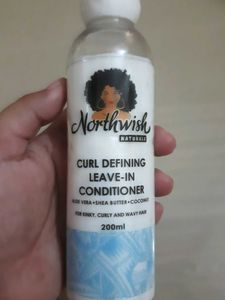 Northwish
NATURALS
CURL DEFINING
LEAVE-IN
CONDITIONER
ALOE VERA•SHEA BUTTER•COCONUT
FOR KINKY, CURLY AND WAVY HAIR
200ml